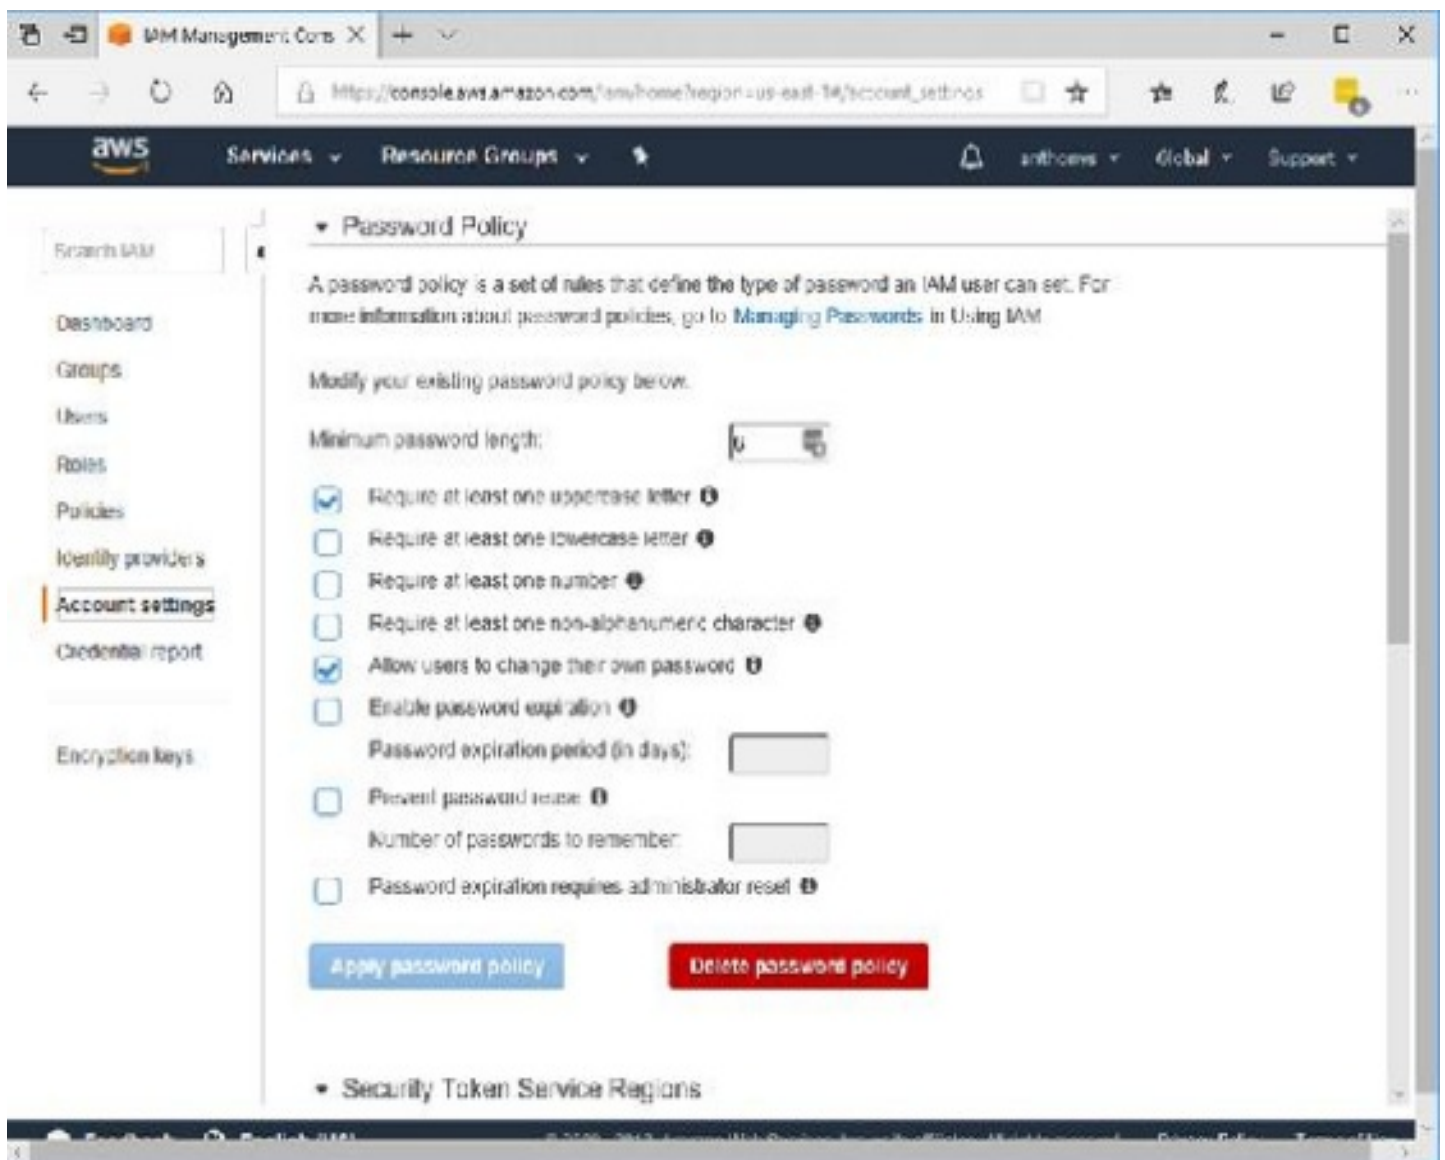 IAM Management Cons
https://console.aws.amazon.com/iam/home?region=us-east-1#/account_settings
aws
Services
Resource Groups
Global
Support
Search IAM
Dashboard
Groups
Users
Roles
Policies
Identity providers
Account settings
Credential report
Encryption keys
Password Policy
A password policy is a set of rules that define the type of password an IAM user can set. For
more information about password policies, go to Managing Passwords in Using IAM
Modify your existing password policy below.
Minimum password length:
Require at least one uppercase letter
Require at least one lowercase letter
Require at least one number
Require at least one non-alphanumeric character
Allow users to change their own password
Enable password expiration
Password expiration period (in days):
Prevent password reuse
Number of passwords to remember:
Password expiration requires administrator reset
Apply password policy
Delete password policy
Security Token Service Regions